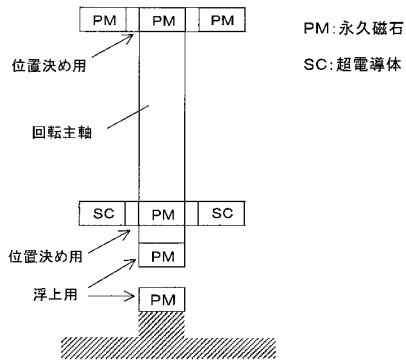 PM PM PM
PM:永久磁石
位置決め用
SC:超電導体
回転主軸
SC PM SC
位置決め用
PM
浮上用
PM